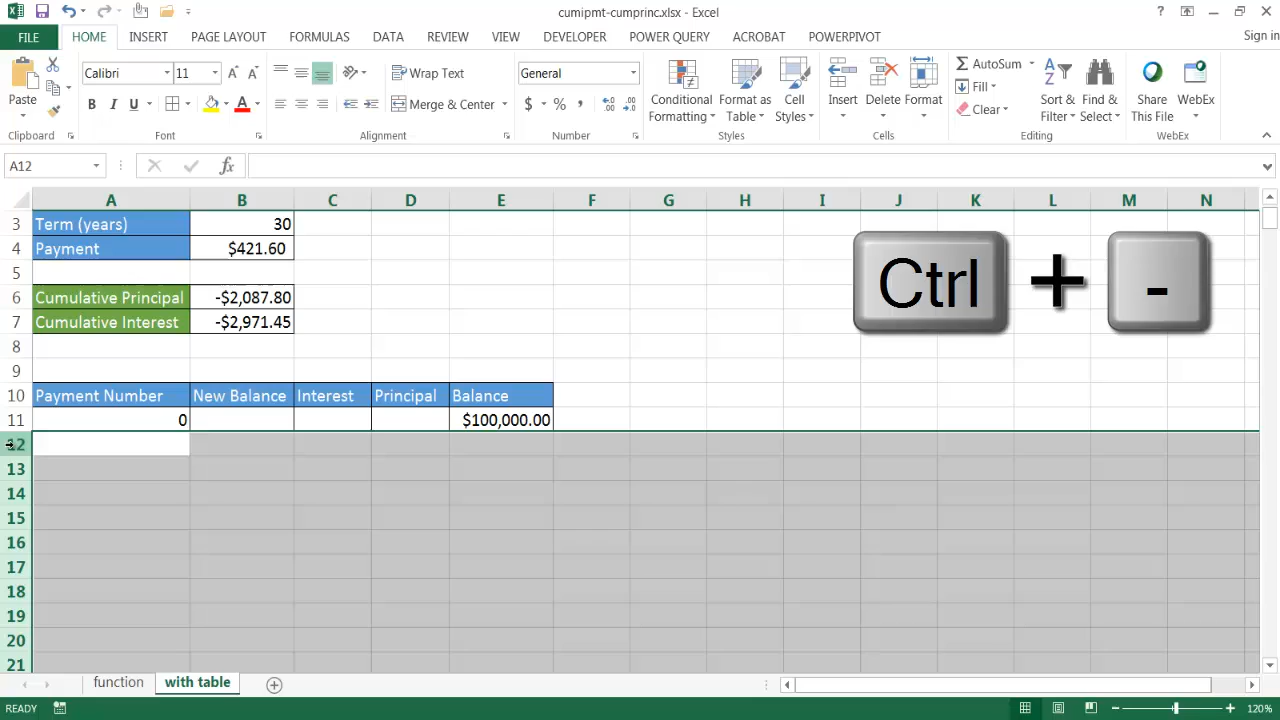 cumipmt-cumprinc.xlsx - Excel
FILE HOME INSERT PAGE LAYOUT FORMULAS DATA REVIEW VIEW DEVELOPER POWER QUERY ACROBAT POWERPIVOT Sign in
Paste
Clipboard
Calibri 11
B I U
Font
Wrap Text
Merge & Center
Alignment
General
$ % ,
Number
Conditional Formatting
Format as Table
Cell Styles
Styles
Insert Delete Format
Cells
AutoSum
Fill
Clear
Sort & Filter
Find & Select
Editing
Share This File
WebEx
WebEx
A12 fx
A B C D E F G H I J K L M N
3 Term (years) 30
4 Payment $421.60
5
6 Cumulative Principal -$2,087.80
7 Cumulative Interest -$2,971.45
8
9
10 Payment Number New Balance Interest Principal Balance
11 0 $100,000.00
12
13
14
15
16
17
18
19
20
21
Ctrl + -
function with table
READY 120%